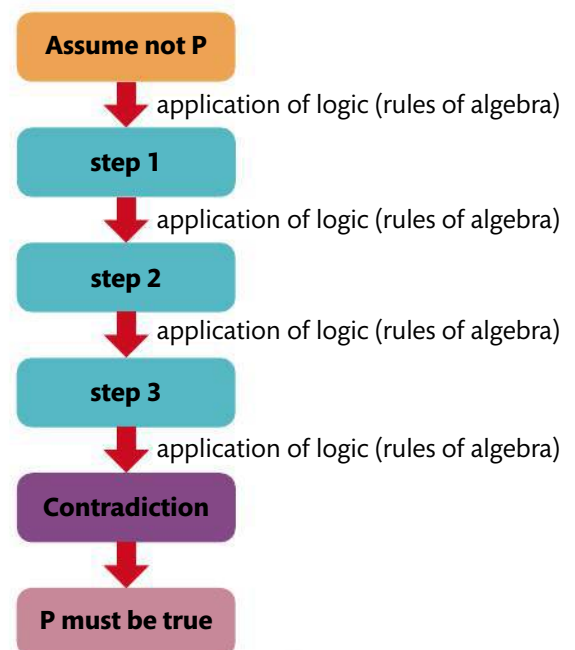 Assume not P
application of logic (rules of algebra)
step 1
application of logic (rules of algebra)
step 2
application of logic (rules of algebra)
step 3
application of logic (rules of algebra)
Contradiction
P must be true